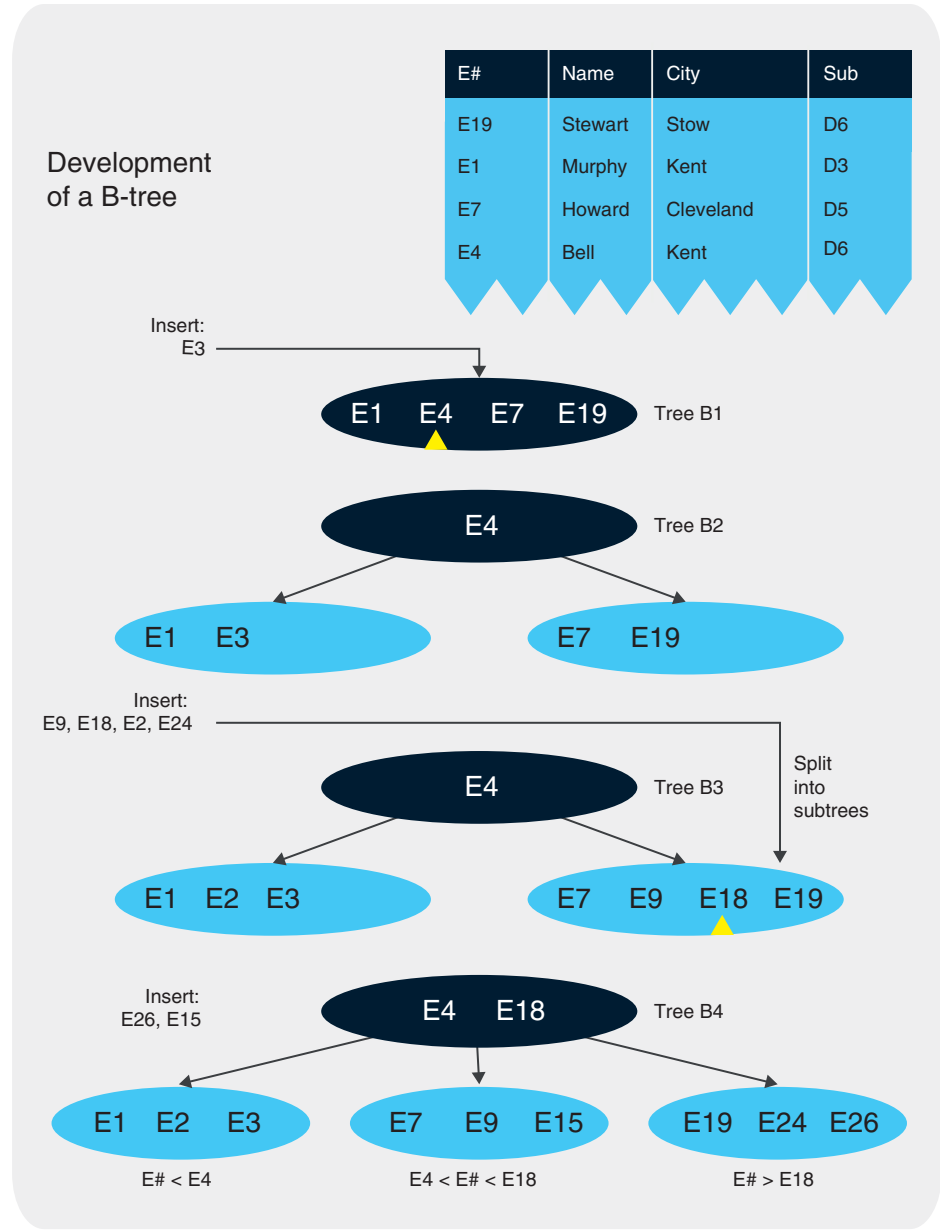 Development
of a B-tree
E# Name City Sub
E19 Stewart Stow D6
E1 Murphy Kent D3
E7 Howard Cleveland D5
E4 Bell Kent D6
Insert:
E3
E1 E4 E7 E19
Tree B1
E4
Tree B2
E1 E3
E7 E19
Insert:
E9, E18, E2, E24
Split
into
subtrees
E4
Tree B3
E1 E2 E3
E7 E9 E18 E19
Insert:
E26, E15
E4 E18
Tree B4
E1 E2 E3
E7 E9 E15
E19 E24 E26
E# < E4
E4 < E# < E18
E# > E18